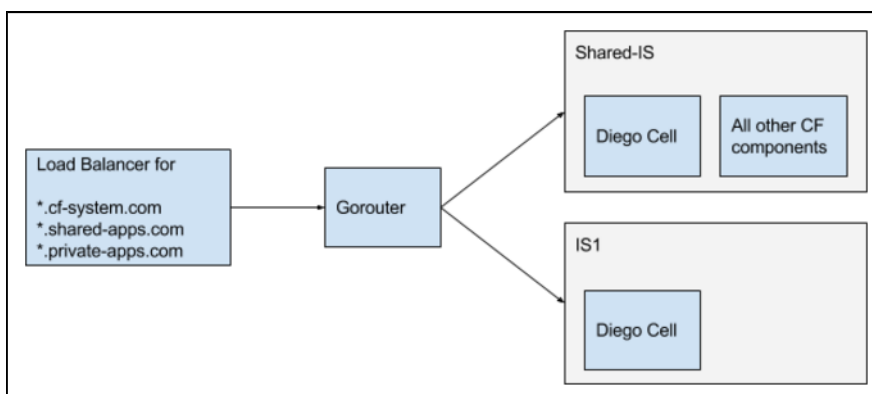 Load Balancer for
*.cf-system.com
*.shared-apps.com
*.private-apps.com
Gorouter
Shared-IS
Diego Cell
All other CF
components
IS1
Diego Cell